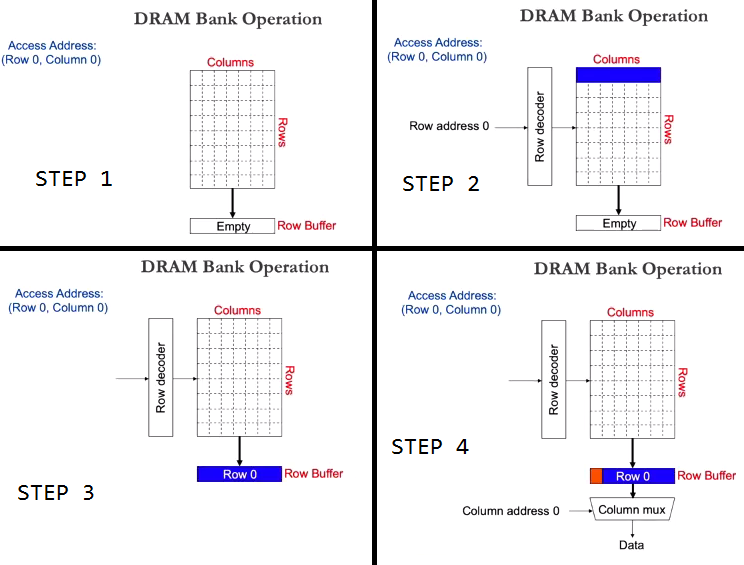 DRAM Bank Operation
Access Address:
(Row 0, Column 0)
Columns
Rows
STEP 1
Empty
Row Buffer
DRAM Bank Operation
Access Address:
(Row 0, Column 0)
Columns
Row address 0
Row decoder
Rows
STEP 2
Empty
Row Buffer
DRAM Bank Operation
Access Address:
(Row 0, Column 0)
Columns
Row decoder
Rows
Row 0
Row Buffer
STEP 3
DRAM Bank Operation
Access Address:
(Row 0, Column 0)
Columns
Row decoder
Rows
STEP 4
Row 0
Row Buffer
Column address 0
Column mux
Data